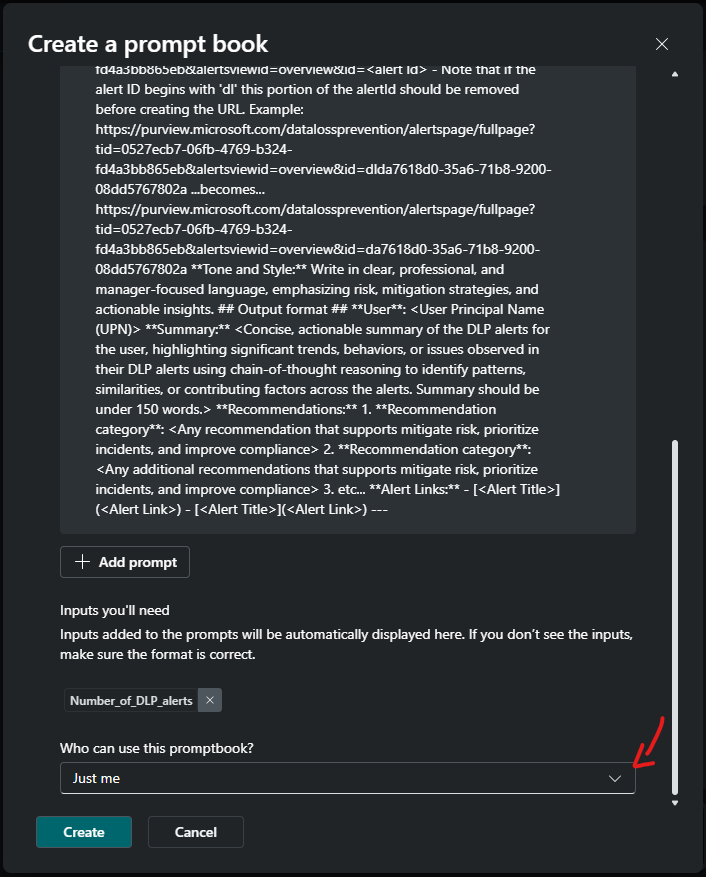 Create a prompt book
fd4a3bb865eb&alertsviewid=overview&id=<alert Id> - Note that if the
alert ID begins with 'dl' this portion of the alertId should be removed
before creating the URL. Example:
https://purview.microsoft.com/datalossprevention/alertspage/fullpage?
tid=0527ecb7-06fb-4769-b324-
fd4a3bb865eb&alertsviewid=overview&id=dlda7618d0-35a6-71b8-9200-
08dd5767802a ...becomes...
https://purview.microsoft.com/datalossprevention/alertspage/fullpage?
tid=0527ecb7-06fb-4769-b324-
fd4a3bb865eb&alertsviewid=overview&id=da7618d0-35a6-71b8-9200-
08dd5767802a **Tone and Style:** Write in clear, professional, and
manager-focused language, emphasizing risk, mitigation strategies, and
actionable insights. ## Output format ## **User**: <User Principal Name
(UPN)> **Summary:** <Concise, actionable summary of the DLP alerts for
the user, highlighting significant trends, behaviors, or issues observed in
their DLP alerts using chain-of-thought reasoning to identify patterns,
similarities, or contributing factors across the alerts. Summary should be
under 150 words.> **Recommendations:** 1. **Recommendation
category**: <Any recommendation that supports mitigate risk, prioritize
incidents, and improve compliance> 2. **Recommendation category**:
<Any additional recommendations that supports mitigate risk, prioritize
incidents, and improve compliance> 3. etc... **Alert Links:** - [<Alert Title>]
(<Alert Link>) - [<Alert Title>](<Alert Link>) ---
Add prompt
Inputs you'll need
Inputs added to the prompts will be automatically displayed here. If you don't see the inputs,
make sure the format is correct.
Number_of_DLP_alerts
Who can use this promptbook?
Just me
Create Cancel